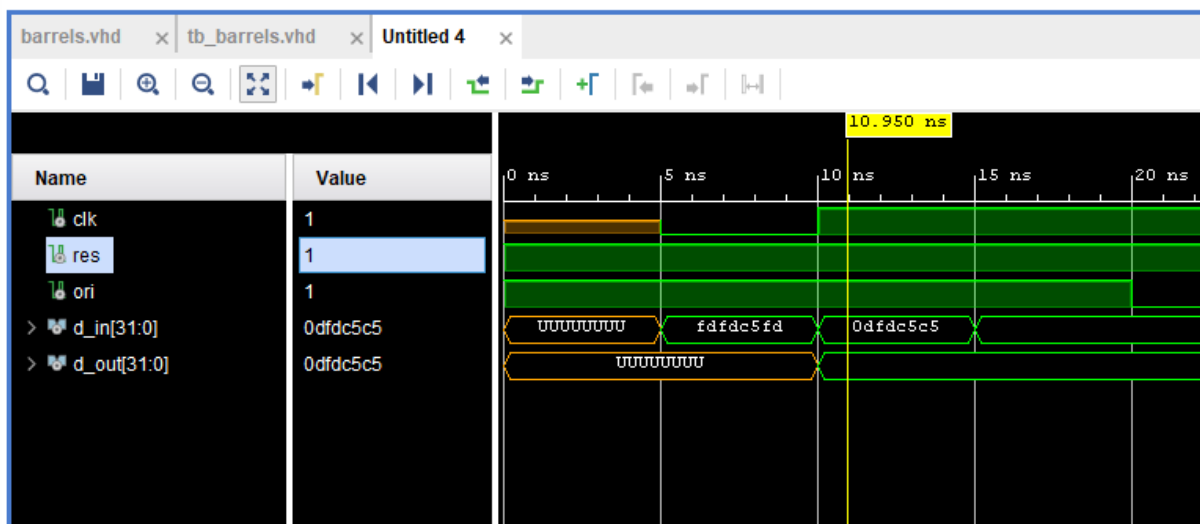 barrels.vhd × tb_barrels.vhd × Untitled 4 ×
10.950 ns
Name Value 0 ns 5 ns 10 ns 15 ns 20 ns
clk 1
res 1
ori 1
> d_in[31:0] 0dfdc5c5 UUUUUUUU fdfdc5fd 0dfdc5c5
> d_out[31:0] 0dfdc5c5 UUUUUUUU